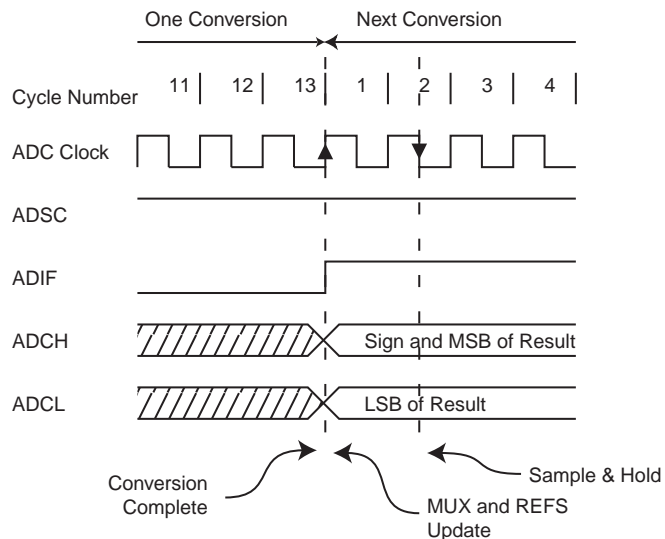 One Conversion Next Conversion
Cycle Number 11 12 13 1 2 3 4
ADC Clock
ADSC
ADIF
ADCH Sign and MSB of Result
ADCL LSB of Result
Conversion
Complete
MUX and REFS
Update
Sample & Hold